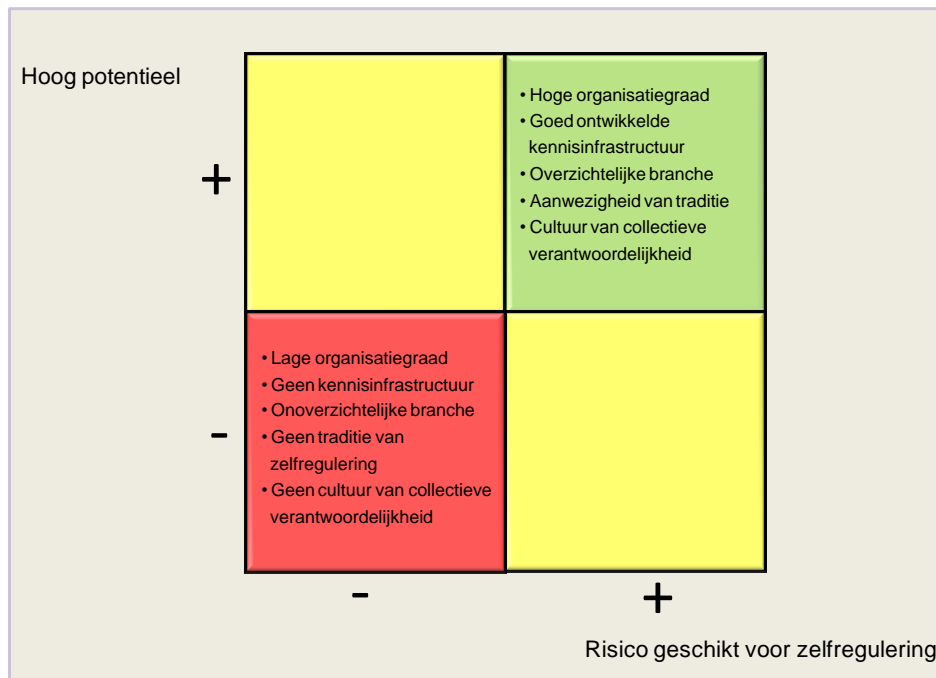 Hoog potentieel
+
• Hoge organisatiegraad
• Goed ontwikkelde
kennisinfrastructuur
• Overzichtelijke branche
• Aanwezigheid van traditie
• Cultuur van collectieve
verantwoordelijkheid
-
• Lage organisatiegraad
• Geen kennisinfrastructuur
• Onoverzichtelijke branche
• Geen traditie van
zelfregulering
• Geen cultuur van collectieve
verantwoordelijkheid
- +
Risico geschikt voor zelfregulering